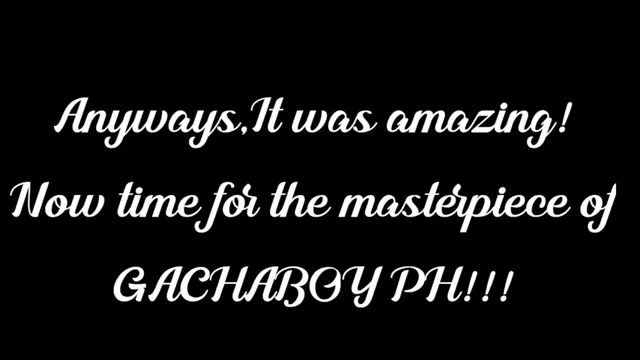 Anyways,It was amazing!
Now time for the masterpiece of
GACHABOY PH!!!